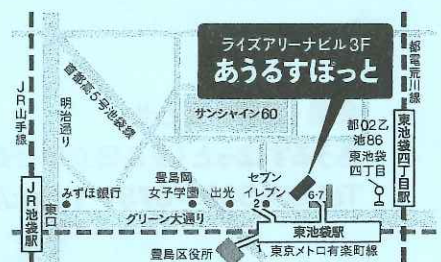 ライズアリーナビル3F
あうるすぽっと
都電荒川線
JR山手線
明治通り
首都高5号池袋線
サンシャイン60
都02乙
池86
東池袋
四丁目
東池袋四丁目駅
JR池袋駅
東口
みずほ銀行
豊島岡
女子学園
出光
セブン
イレブン
2
6・7
グリーン大通り
東池袋駅
豊島区役所
1
東京メトロ有楽町線